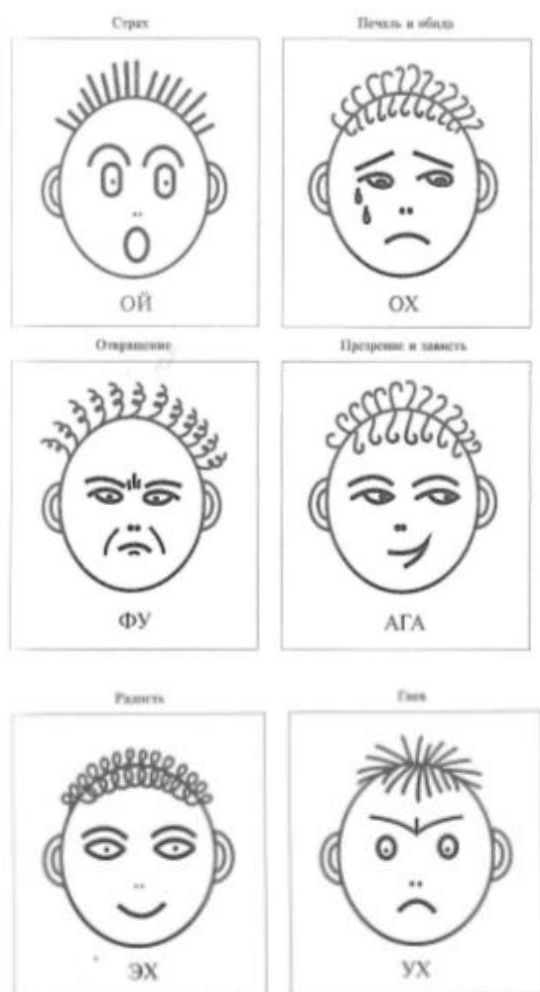 Страх
Печаль и обида
ОЙ
ОХ
Отвращение
Презрение и зависть
ФУ
АГА
Радость
Гнев
ЭХ
УХ